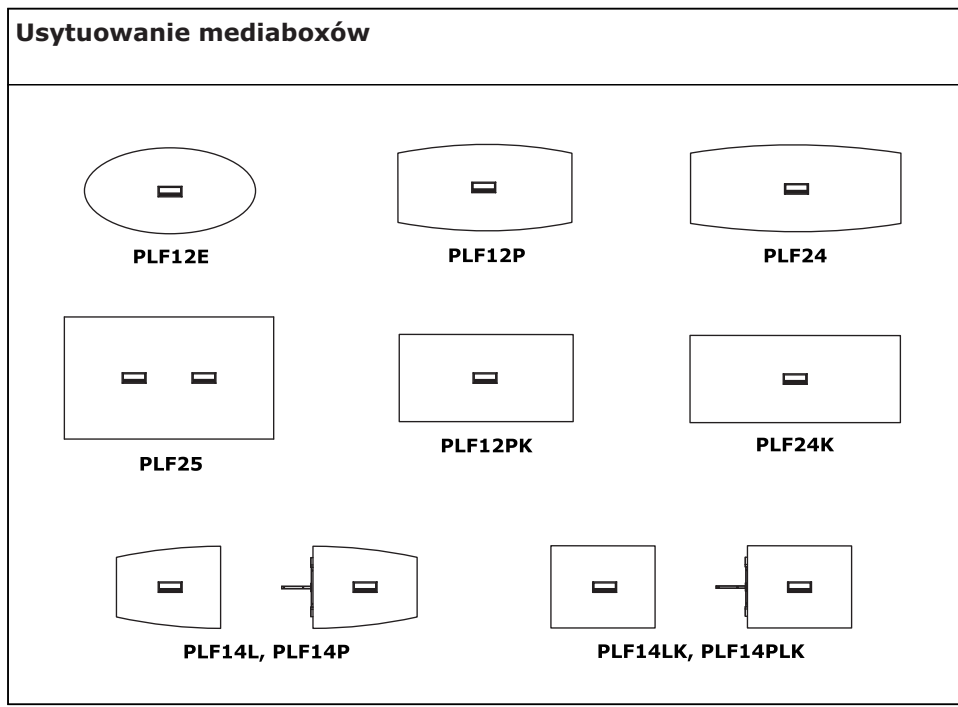 Usytuowanie mediaboxów
PLF12E
PLF12P
PLF24
PLF25
PLF12PK
PLF24K
PLF14L, PLF14P
PLF14LK, PLF14PLK